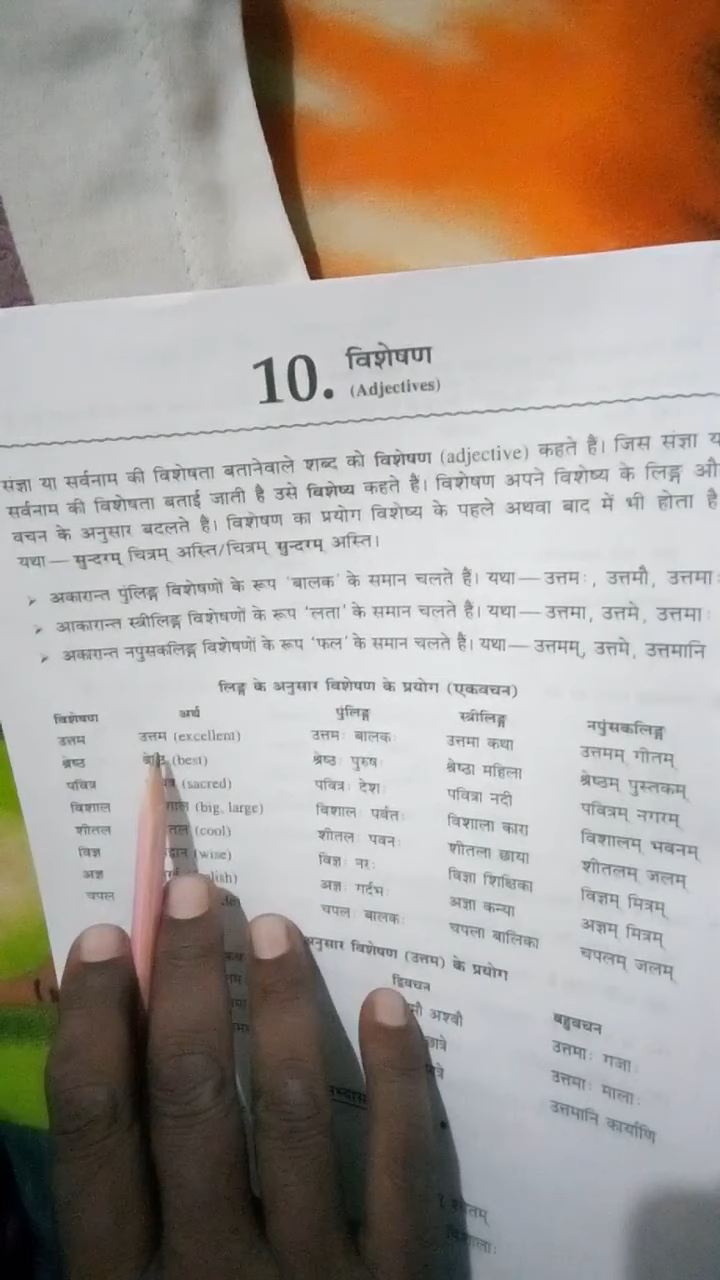 10. विशेषण
(Adjectives)
संज्ञा या सर्वनाम की विशेषता बतानेवाले शब्द को विशेषण (adjective) कहते हैं। जिस संज्ञा
सर्वनाम की विशेषता बताई जाती है उसे विशेष्य कहते हैं। विशेषण अपने विशेष्य के लिङ्ग
वचन के अनुसार बदलते हैं। विशेषण का प्रयोग विशेष्य के पहले अथवा बाद में भी होता है
यथा — सुन्दरम् चित्रम् अस्ति/चित्रम् सुन्दरम् अस्ति।
➤ अकारान्त पुंलिङ्ग विशेषणों के रूप 'बालक' के समान चलते हैं। यथा — उत्तमः, उत्तमौ, उत्तमाः
➤ आकारान्त स्त्रीलिङ्ग विशेषणों के रूप 'लता' के समान चलते हैं। यथा — उत्तमा, उत्तमे, उत्तमाः
➤ अकारान्त नपुंसकलिङ्ग विशेषणों के रूप 'फल' के समान चलते हैं। यथा — उत्तमम्, उत्तमे, उत्तमानि
लिङ्ग के अनुसार विशेषण के प्रयोग (एकवचन)
विशेषण अर्थ पुंलिङ्ग स्त्रीलिङ्ग नपुंसकलिङ्ग
उत्तम उत्तम (excellent) उत्तमः बालकः उत्तमा कथा उत्तमम् गीतम्
श्रेष्ठ (best) श्रेष्ठः पुरुषः श्रेष्ठा महिला श्रेष्ठम् पुस्तकम्
पवित्र (sacred) पवित्रः देशः पवित्रा नदी पवित्रम् नगरम्
विशाल (big, large) विशालः पर्वतः विशाला कारा विशालम् भवनम्
शीतल (cool) शीतलः पवनः शीतला छाया शीतलम् जलम्
विज्ञ (wise) विज्ञः नरः विज्ञा शिक्षिका विज्ञम् मित्रम्
अज्ञ अज्ञः गर्दभः अज्ञा कन्या अज्ञम् मित्रम्
चपल चपलः बालकः चपला बालिका चपलम् जलम्
अनुसार विशेषण (उत्तम) के प्रयोग
द्विवचन बहुवचन
अश्वौ उत्तमाः गजाः
उत्तमाः मालाः
उत्तमानि कार्याणि